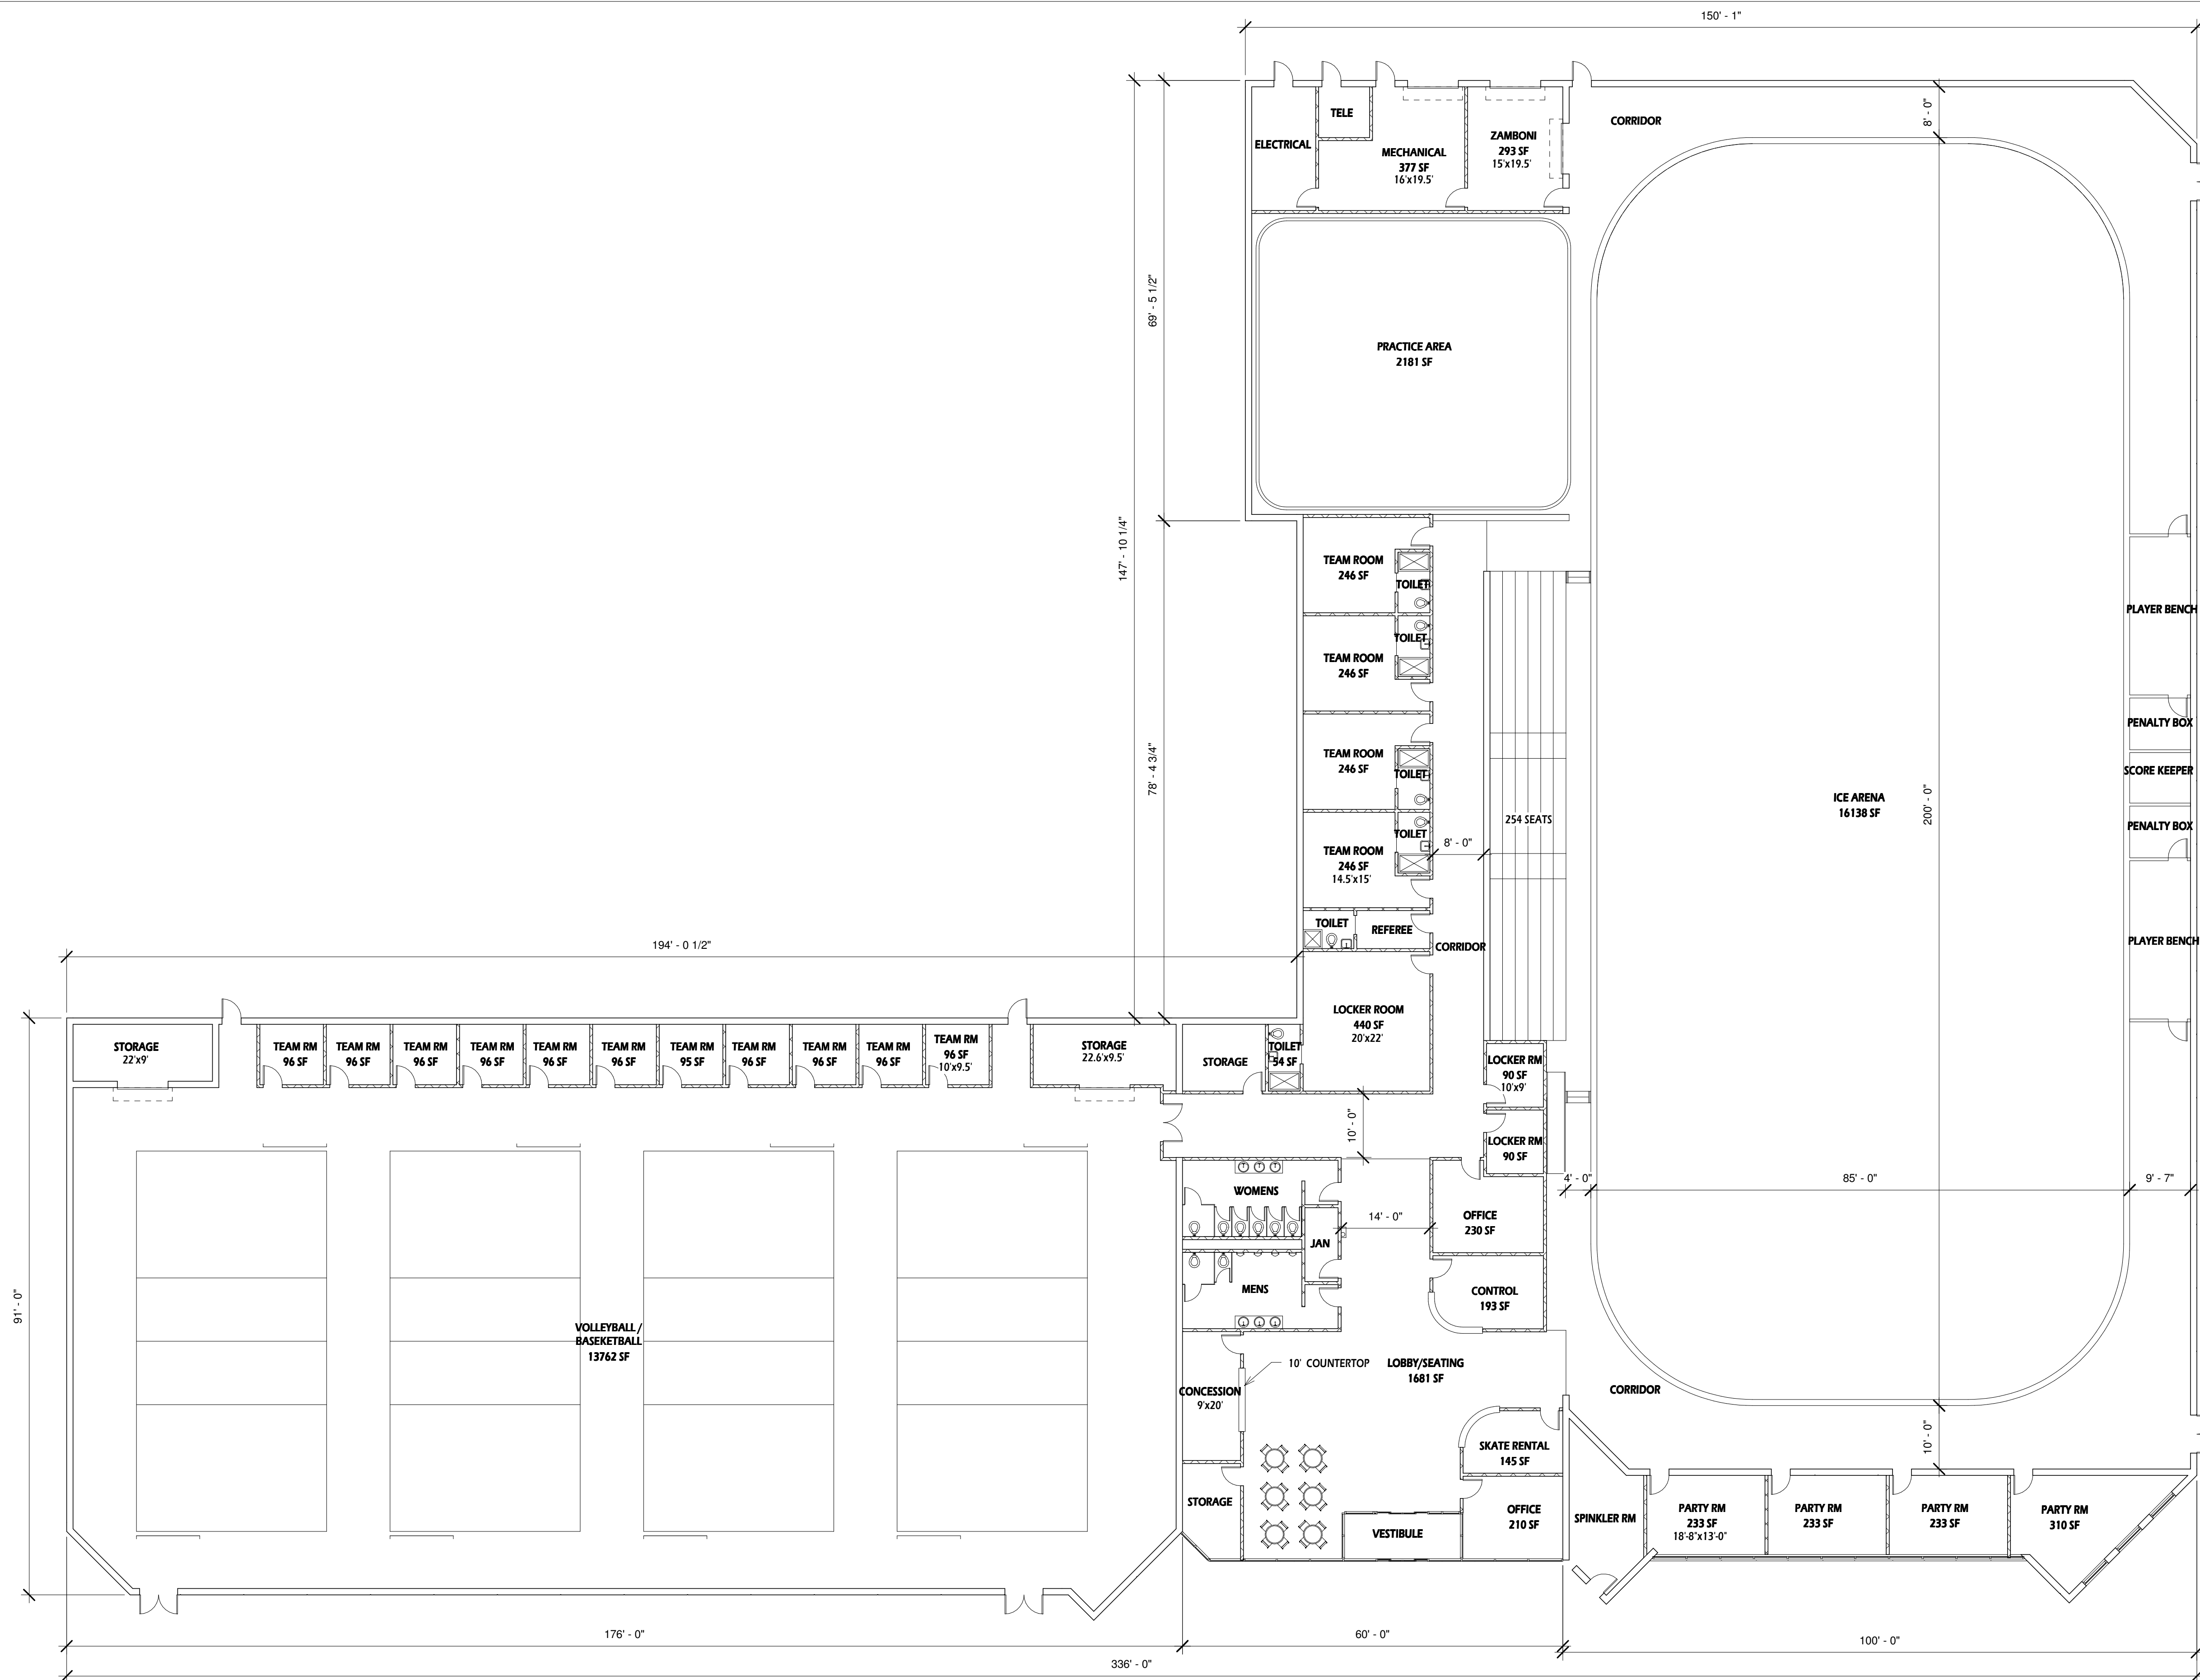 150' - 1"
TELE
CORRIDOR
8' - 0"
ELECTRICAL
MECHANICAL
377 SF
16'x19.5'
ZAMBONI
293 SF
15'x19.5'
69' - 5 1/2"
PRACTICE AREA
2181 SF
147' - 10 1/4"
TEAM ROOM
246 SF
TOILET
PLAYER BENCH
TOILET
TEAM ROOM
246 SF
78' - 4 3/4"
PENALTY BOX
TEAM ROOM
246 SF
TOILET
SCORE KEEPER
ICE ARENA
16138 SF
200' - 0"
254 SEATS
PENALTY BOX
TOILET
TEAM ROOM
246 SF
14.5'x15'
8' - 0"
TOILET
REFEREE
CORRIDOR
PLAYER BENCH
194' - 0 1/2"
LOCKER ROOM
440 SF
20'x22'
STORAGE
22'x9'
TEAM RM
96 SF
TEAM RM
96 SF
TEAM RM
96 SF
TEAM RM
96 SF
TEAM RM
96 SF
TEAM RM
96 SF
TEAM RM
95 SF
TEAM RM
96 SF
TEAM RM
96 SF
TEAM RM
96 SF
TEAM RM
96 SF
10'x9.5'
STORAGE
22.6'x9.5'
STORAGE
TOILET
54 SF
LOCKER RM
90 SF
10'x9'
10' - 0"
LOCKER RM
90 SF
4' - 0"
85' - 0"
9' - 7"
WOMENS
14' - 0"
OFFICE
230 SF
JAN
MENS
CONTROL
193 SF
91' - 0"
VOLLEYBALL /
BASEKETBALL
13762 SF
10' COUNTERTOP
LOBBY/SEATING
1681 SF
CONCESSION
9'x20'
CORRIDOR
10' - 0"
SKATE RENTAL
145 SF
STORAGE
VESTIBULE
OFFICE
210 SF
SPINKLER RM
PARTY RM
233 SF
18'-8"x13'-0"
PARTY RM
233 SF
PARTY RM
233 SF
PARTY RM
310 SF
176' - 0"
60' - 0"
100' - 0"
336' - 0"